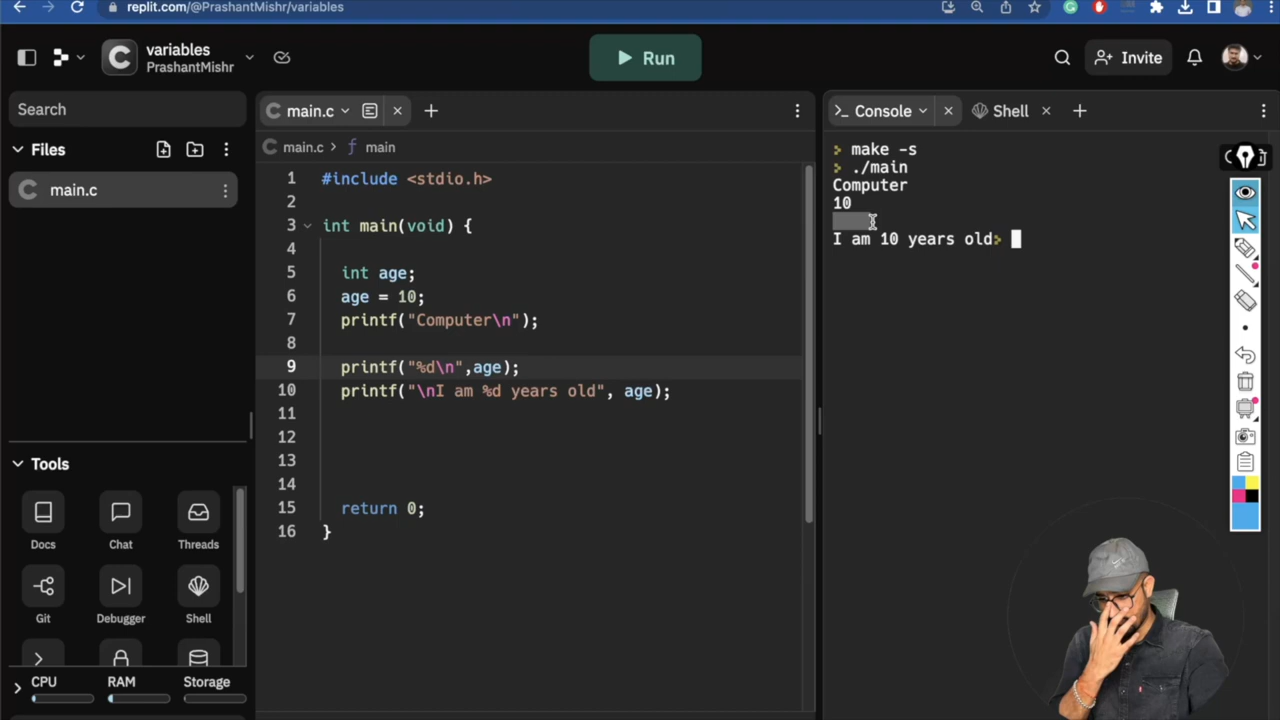 replit.com/@PrashantMishr/variables
variables
PrashantMishr
Run
Invite
Search
Files
main.c
Tools
Docs
Chat
Threads
Git
Debugger
Shell
CPU
RAM
Storage
main.c
main.c > main
1 #include <stdio.h>
2
3 int main(void) {
4
5 int age;
6 age = 10;
7 printf("Computer\n");
8
9 printf("%d\n",age);
10 printf("\nI am %d years old", age);
11
12
13
14
15 return 0;
16 }
Console
Shell
> make -s
> ./main
Computer
10
I am 10 years old>